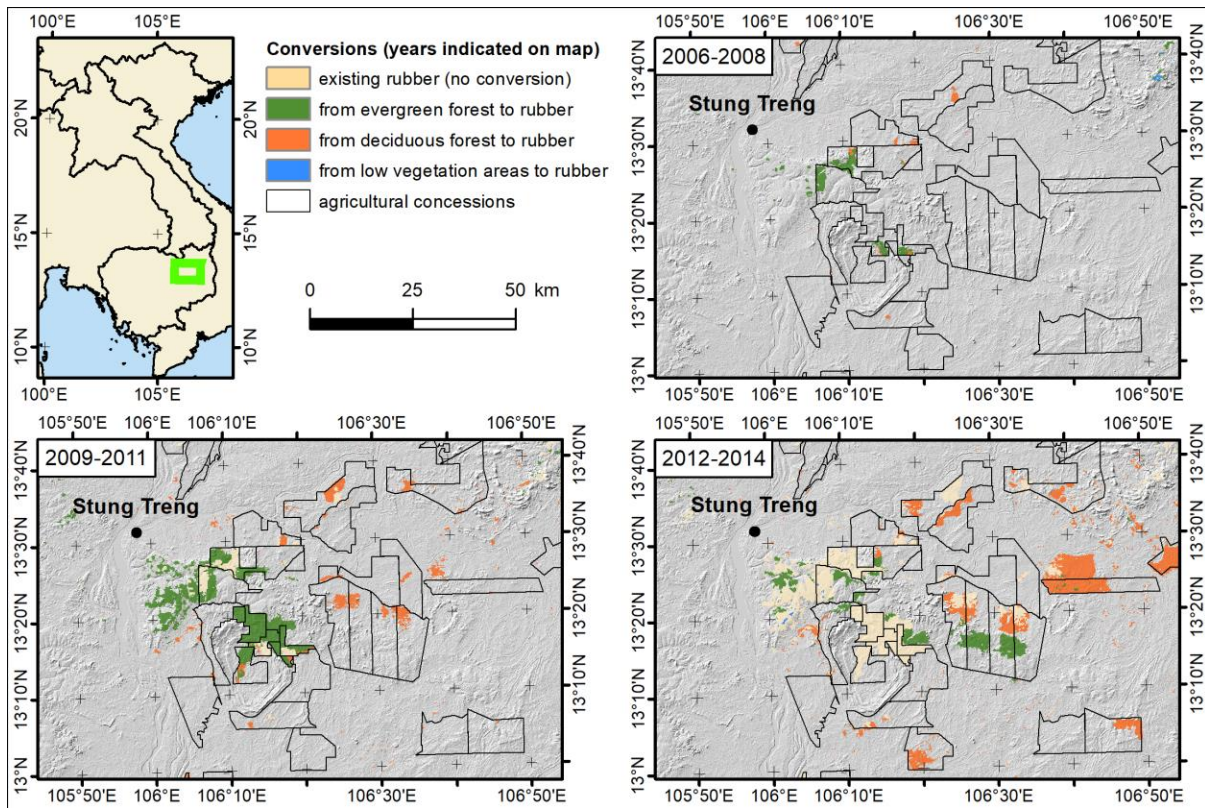 100°E 105°E
20°N
15°N
10°N
20°N
15°N
10°N
100°E 105°E
Conversions (years indicated on map)
existing rubber (no conversion)
from evergreen forest to rubber
from deciduous forest to rubber
from low vegetation areas to rubber
agricultural concessions
0 25 50 km
105°50'E 106°E 106°10'E 106°30'E 106°50'E
2006-2008
Stung Treng
13°40'N
13°30'N
13°20'N
13°10'N
13°N
13°40'N
13°30'N
13°20'N
13°10'N
13°N
105°50'E 106°E 106°10'E 106°30'E 106°50'E
105°50'E 106°E 106°10'E 106°30'E 106°50'E
2009-2011
Stung Treng
13°40'N
13°30'N
13°20'N
13°10'N
13°N
13°40'N
13°30'N
13°20'N
13°10'N
13°N
105°50'E 106°E 106°10'E 106°30'E 106°50'E
105°50'E 106°E 106°10'E 106°30'E 106°50'E
2012-2014
Stung Treng
13°40'N
13°30'N
13°20'N
13°10'N
13°N
13°40'N
13°30'N
13°20'N
13°10'N
13°N
105°50'E 106°E 106°10'E 106°30'E 106°50'E